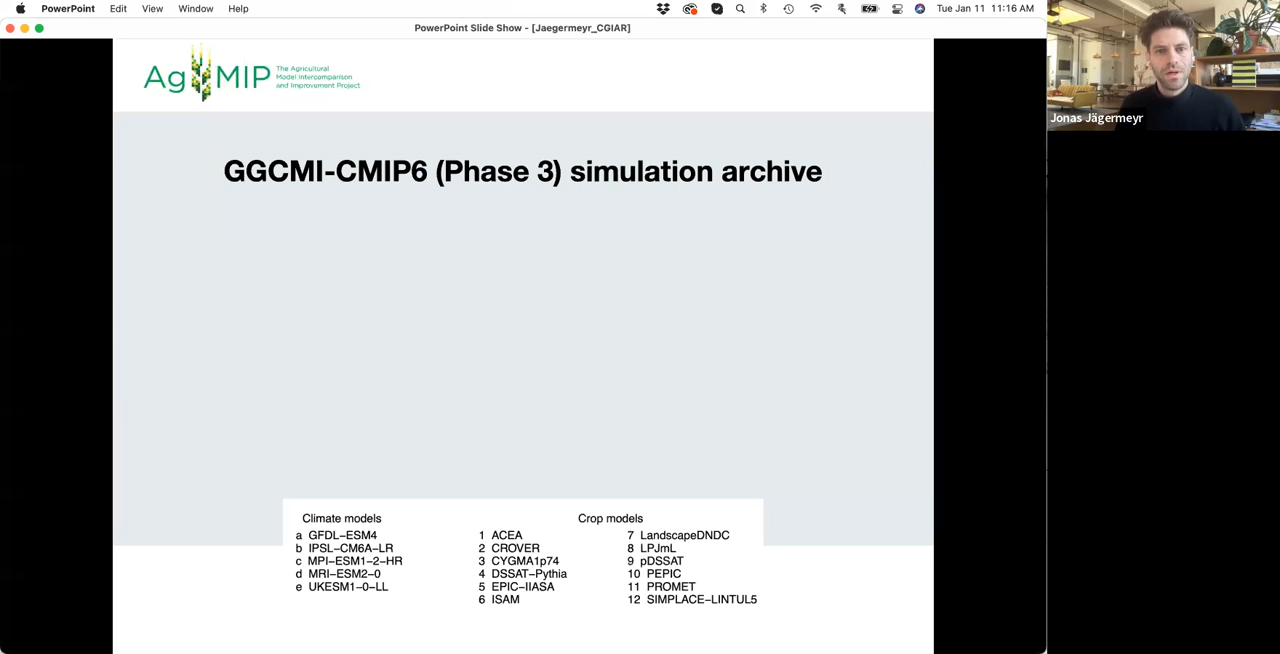 PowerPoint Edit View Window Help Tue Jan 11 11:16 AM
PowerPoint Slide Show - [Jaegermeyr_CGIAR]
AgMIP
The Agricultural
Model Intercomparison
and Improvement Project
Jonas Jägermeyr
GGCMI-CMIP6 (Phase 3) simulation archive
Climate models
a GFDL-ESM4
b IPSL-CM6A-LR
c MPI-ESM1-2-HR
d MRI-ESM2-0
e UKESM1-0-LL
Crop models
1 ACEA
2 CROVER
3 CYGMA1p74
4 DSSAT-Pythia
5 EPIC-IIASA
6 ISAM
7 LandscapeDNDC
8 LPJmL
9 pDSSAT
10 PEPIC
11 PROMET
12 SIMPLACE-LINTUL5